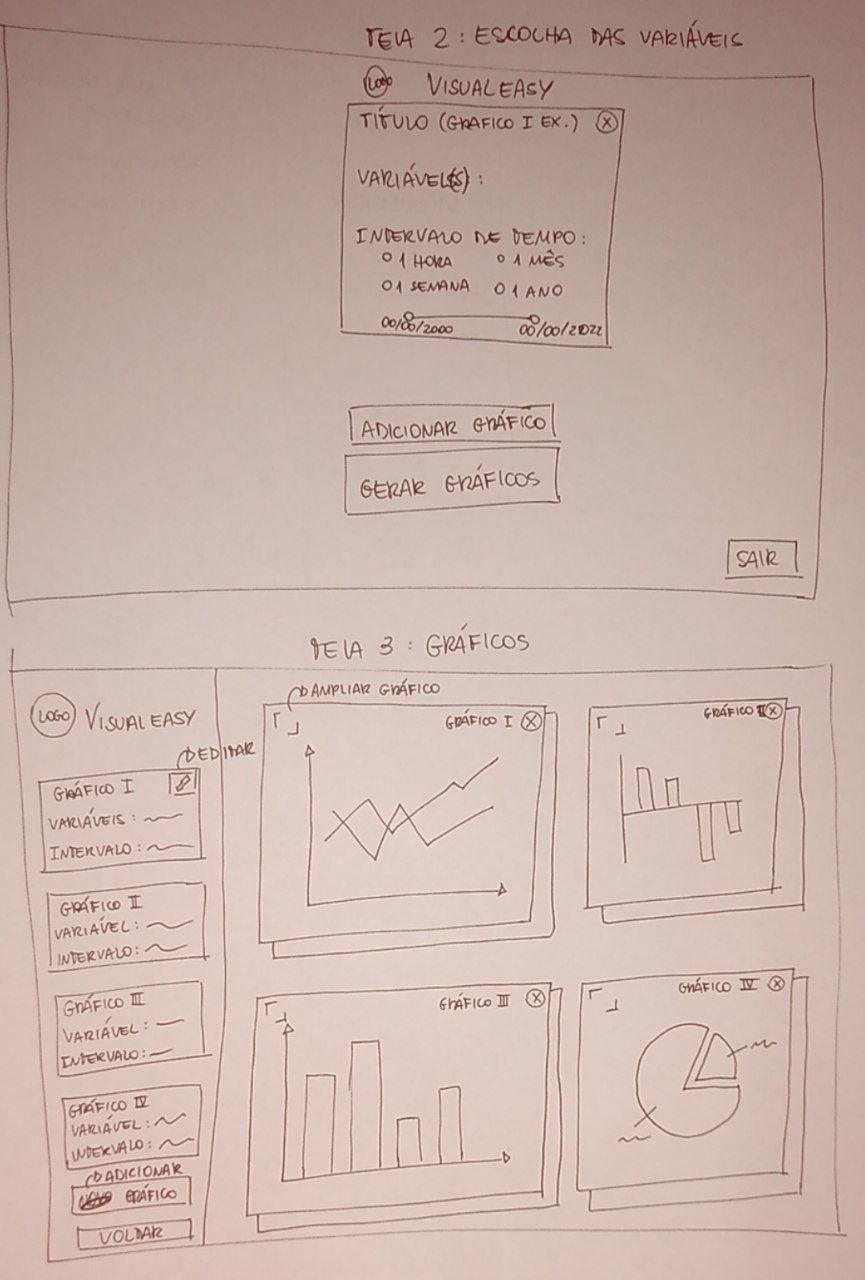 TELA 2 : ESCOLHA DAS VARIÁVEIS
LOGO VISUALEASY
TÍTULO (GRÁFICO I EX.) X
VARIÁVEL(S) :
INTERVALO DE TEMPO :
O 1 HORA O 1 MÊS
O 1 SEMANA O 1 ANO
00/00/2000 00/00/2022
ADICIONAR GRÁFICO
GERAR GRÁFICOS
SAIR
TELA 3 : GRÁFICOS
LOGO VISUALEASY
EDITAR
GRÁFICO I
VARIÁVEIS :
INTERVALO :
GRÁFICO II
VARIÁVEL :
INTERVALO :
GRÁFICO III
VARIÁVEL :
INTERVALO :
GRÁFICO IV
VARIÁVEL :
INTERVALO :
ADICIONAR
GRÁFICO
VOLTAR
AMPLIAR GRÁFICO
GRÁFICO I X
GRÁFICO II X
GRÁFICO III X
GRÁFICO IV X